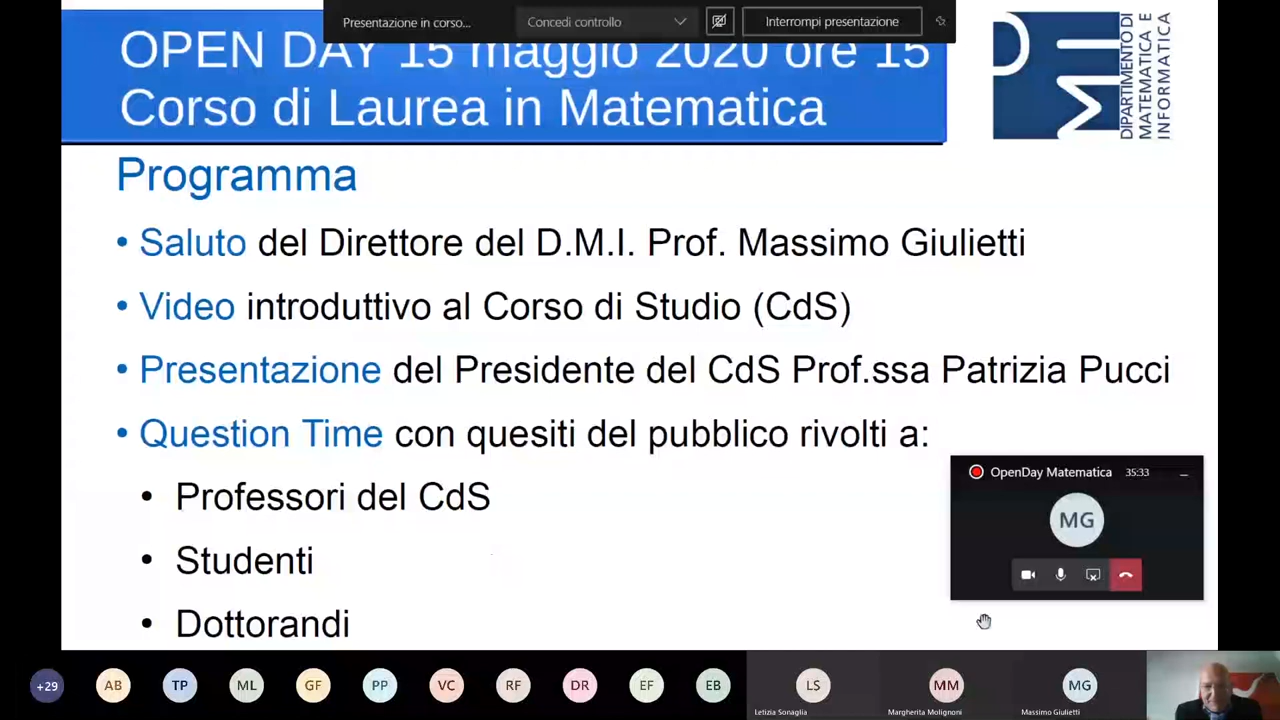 Presentazione in corso...
Concedi controllo
Interrompi presentazione
OPEN DAY 15 maggio 2020 ore 15
Corso di Laurea in Matematica
DIPARTIMENTO DI
MATEMATICA E
INFORMATICA
Programma
• Saluto del Direttore del D.M.I. Prof. Massimo Giulietti
• Video introduttivo al Corso di Studio (CdS)
• Presentazione del Presidente del CdS Prof.ssa Patrizia Pucci
• Question Time con quesiti del pubblico rivolti a:
• Professori del CdS
• Studenti
• Dottorandi
OpenDay Matematica 35:33
MG
+29 AB TP ML GF PP VC RF DR EF EB LS MM MG
Letizia Sonaglia
Margherita Molignoni
Massimo Giulietti